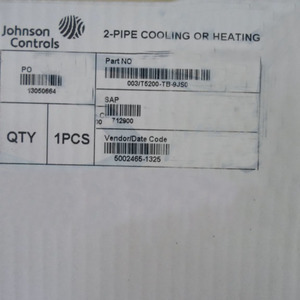 Johnson Controls
2-PIPE COOLING OR HEATING
PO
13050664
Part NO
003/T5200-TB-9JS0
SAP
712900
QTY
1PCS
Vendor/Date Code
5002465-1325